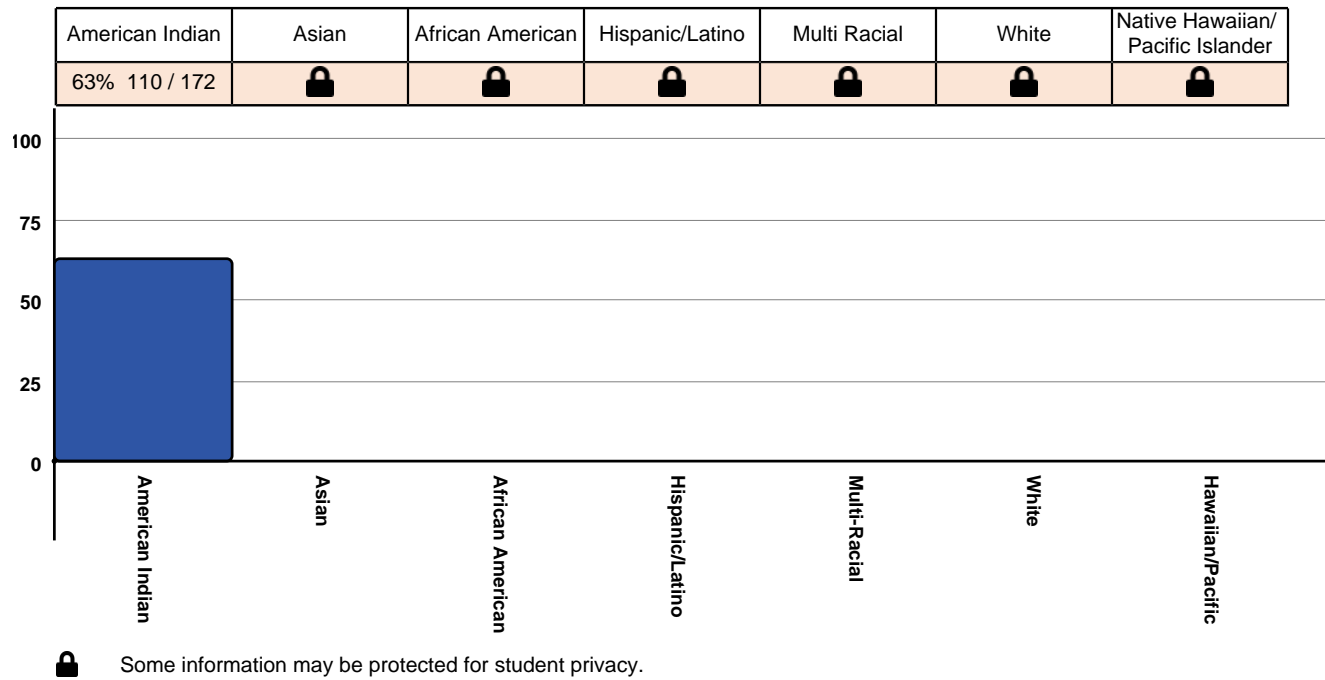 American Indian Asian African American Hispanic/Latino Multi Racial White Native Hawaiian/
Pacific Islander
63% 110 / 172
100
75
50
25
0
American Indian
Asian
African American
Hispanic/Latino
Multi-Racial
White
Hawaiian/Pacific
Some information may be protected for student privacy.